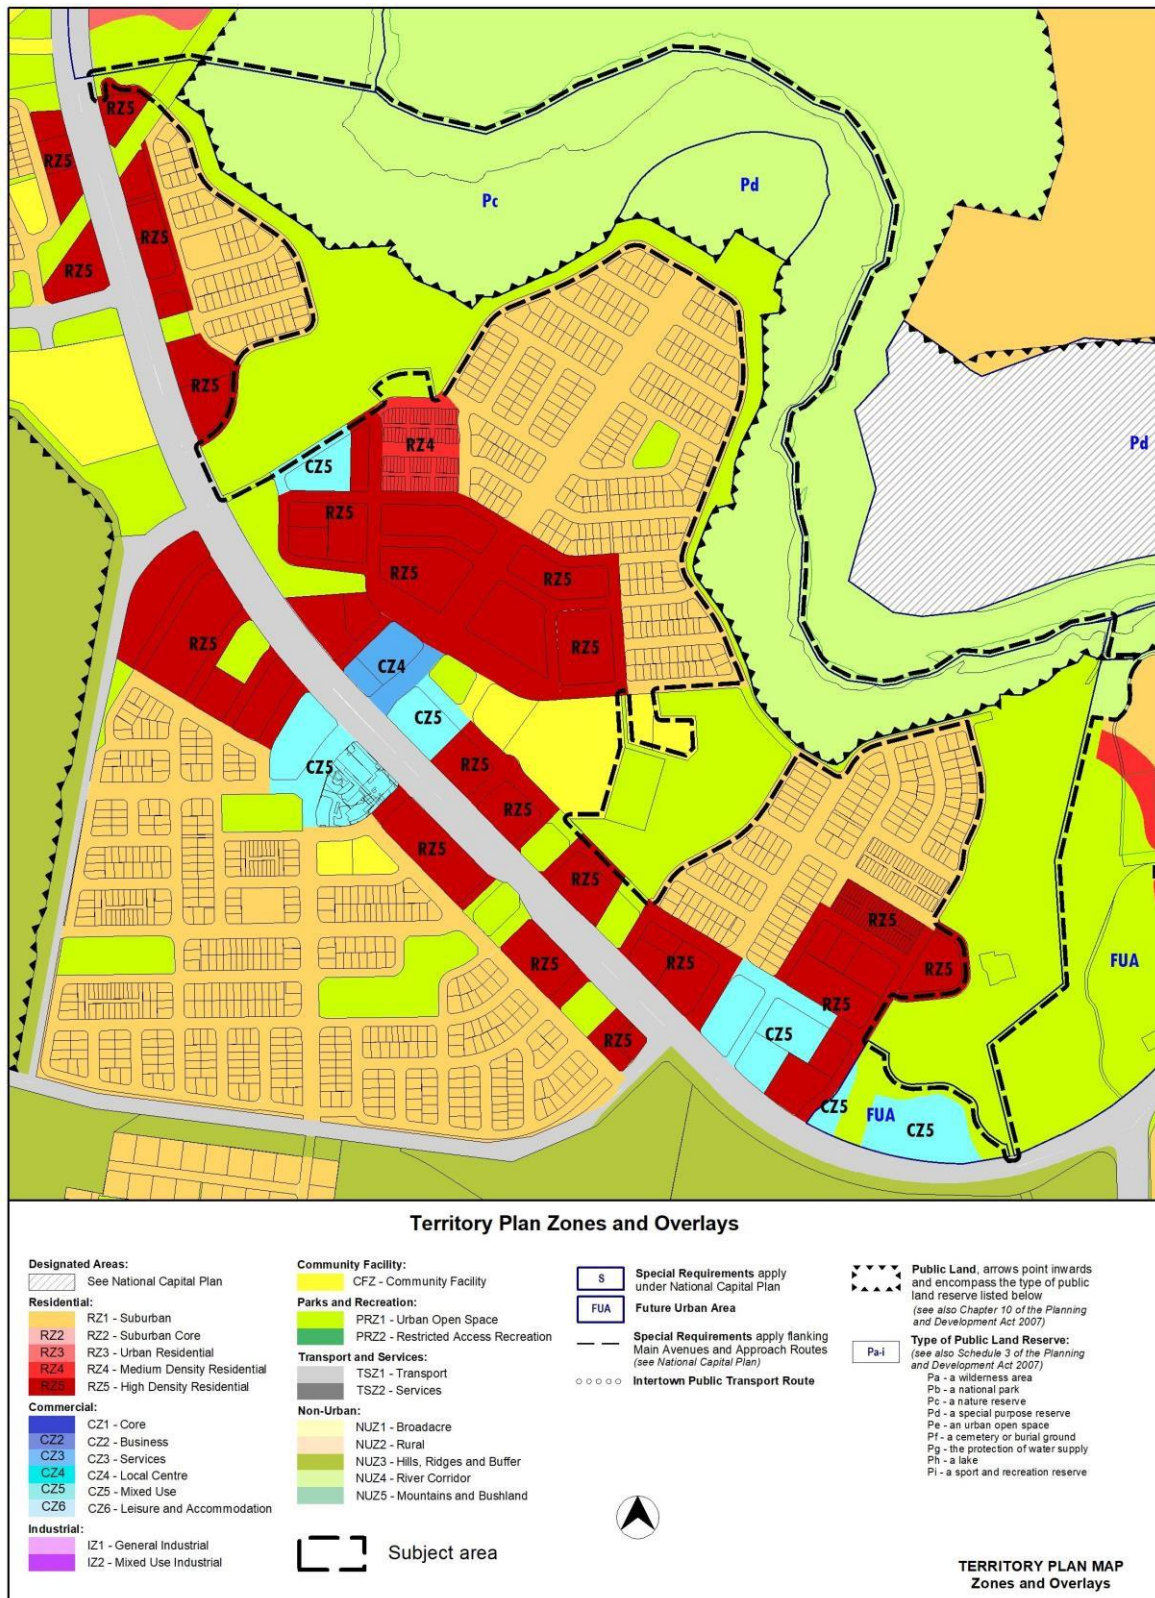 RZ5
RZ5
RZ5
RZ5
RZ5
Pc
Pd
Pd
RZ4
CZ5
RZ5
RZ5
RZ5
RZ5
RZ5
CZ4
CZ5
CZ5
RZ5
RZ5
RZ5
RZ5
RZ5
RZ5
RZ5
RZ5
RZ5
RZ5
CZ5
RZ5
FUA
CZ5
FUA
CZ5
Territory Plan Zones and Overlays
Designated Areas:
See National Capital Plan
Residential:
RZ1 - Suburban
RZ2 RZ2 - Suburban Core
RZ3 RZ3 - Urban Residential
RZ4 RZ4 - Medium Density Residential
RZ5 RZ5 - High Density Residential
Commercial:
CZ1 - Core
CZ2 CZ2 - Business
CZ3 CZ3 - Services
CZ4 CZ4 - Local Centre
CZ5 CZ5 - Mixed Use
CZ6 CZ6 - Leisure and Accommodation
Industrial:
IZ1 - General Industrial
IZ2 - Mixed Use Industrial
Community Facility:
CFZ - Community Facility
Parks and Recreation:
PRZ1 - Urban Open Space
PRZ2 - Restricted Access Recreation
Transport and Services:
TSZ1 - Transport
TSZ2 - Services
Non-Urban:
NUZ1 - Broadacre
NUZ2 - Rural
NUZ3 - Hills, Ridges and Buffer
NUZ4 - River Corridor
NUZ5 - Mountains and Bushland
Subject area
S Special Requirements apply
under National Capital Plan
FUA Future Urban Area
Special Requirements apply flanking
Main Avenues and Approach Routes
(see National Capital Plan)
Intertown Public Transport Route
Public Land, arrows point inwards
and encompass the type of public
land reserve listed below
(see also Chapter 10 of the Planning
and Development Act 2007)
Pa-i Type of Public Land Reserve:
(see also Schedule 3 of the Planning
and Development Act 2007)
Pa - a wilderness area
Pb - a national park
Pc - a nature reserve
Pd - a special purpose reserve
Pe - an urban open space
Pf - a cemetery or burial ground
Pg - the protection of water supply
Ph - a lake
Pi - a sport and recreation reserve
TERRITORY PLAN MAP
Zones and Overlays